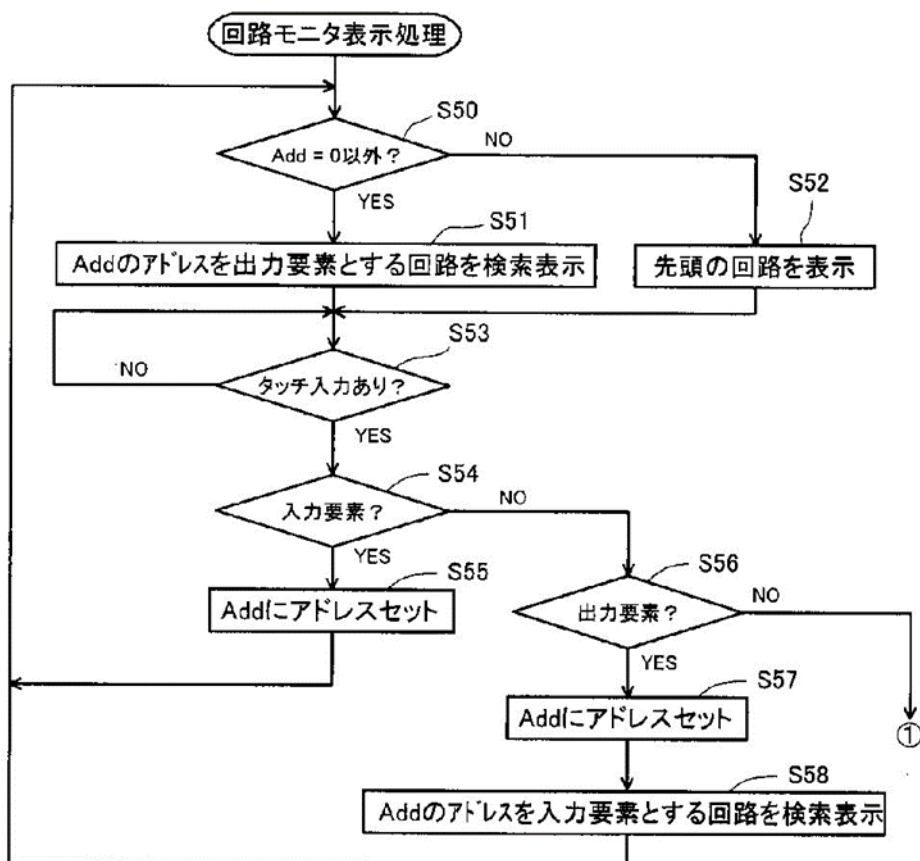 回路モニタ表示処理
S50
Add = 0以外？
NO
YES
S51
Addのアドレスを出力要素とする回路を検索表示
S52
先頭の回路を表示
S53
タッチ入力あり？
NO
YES
S54
入力要素？
NO
YES
S55
Addにアドレスセット
S56
出力要素？
NO
YES
S57
Addにアドレスセット
①
S58
Addのアドレスを入力要素とする回路を検索表示